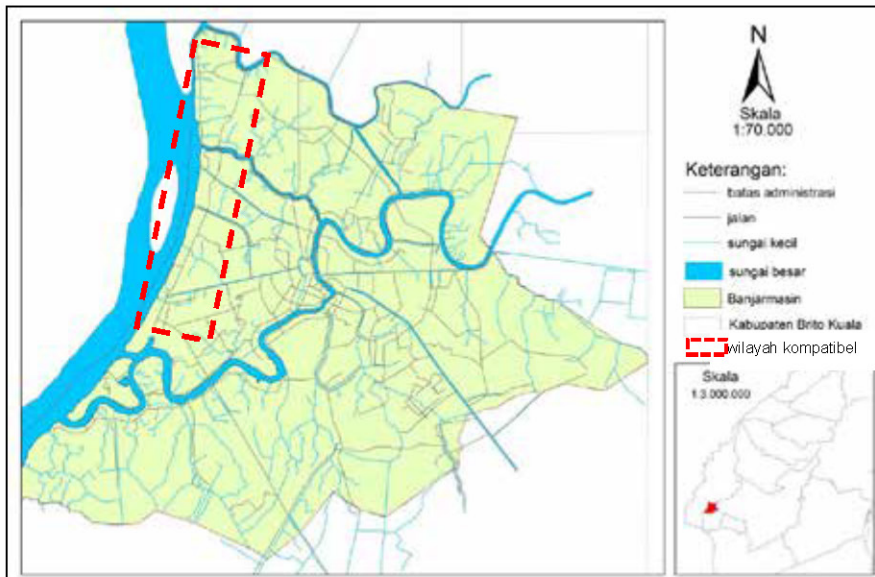 N
Skala
1:70.000
Keterangan:
batas administrasi
jalan
sungai kecil
sungai besar
Banjarmasin
Kabupaten Brito Kuala
wilayah kompatibel
Skala
1:3.000.000